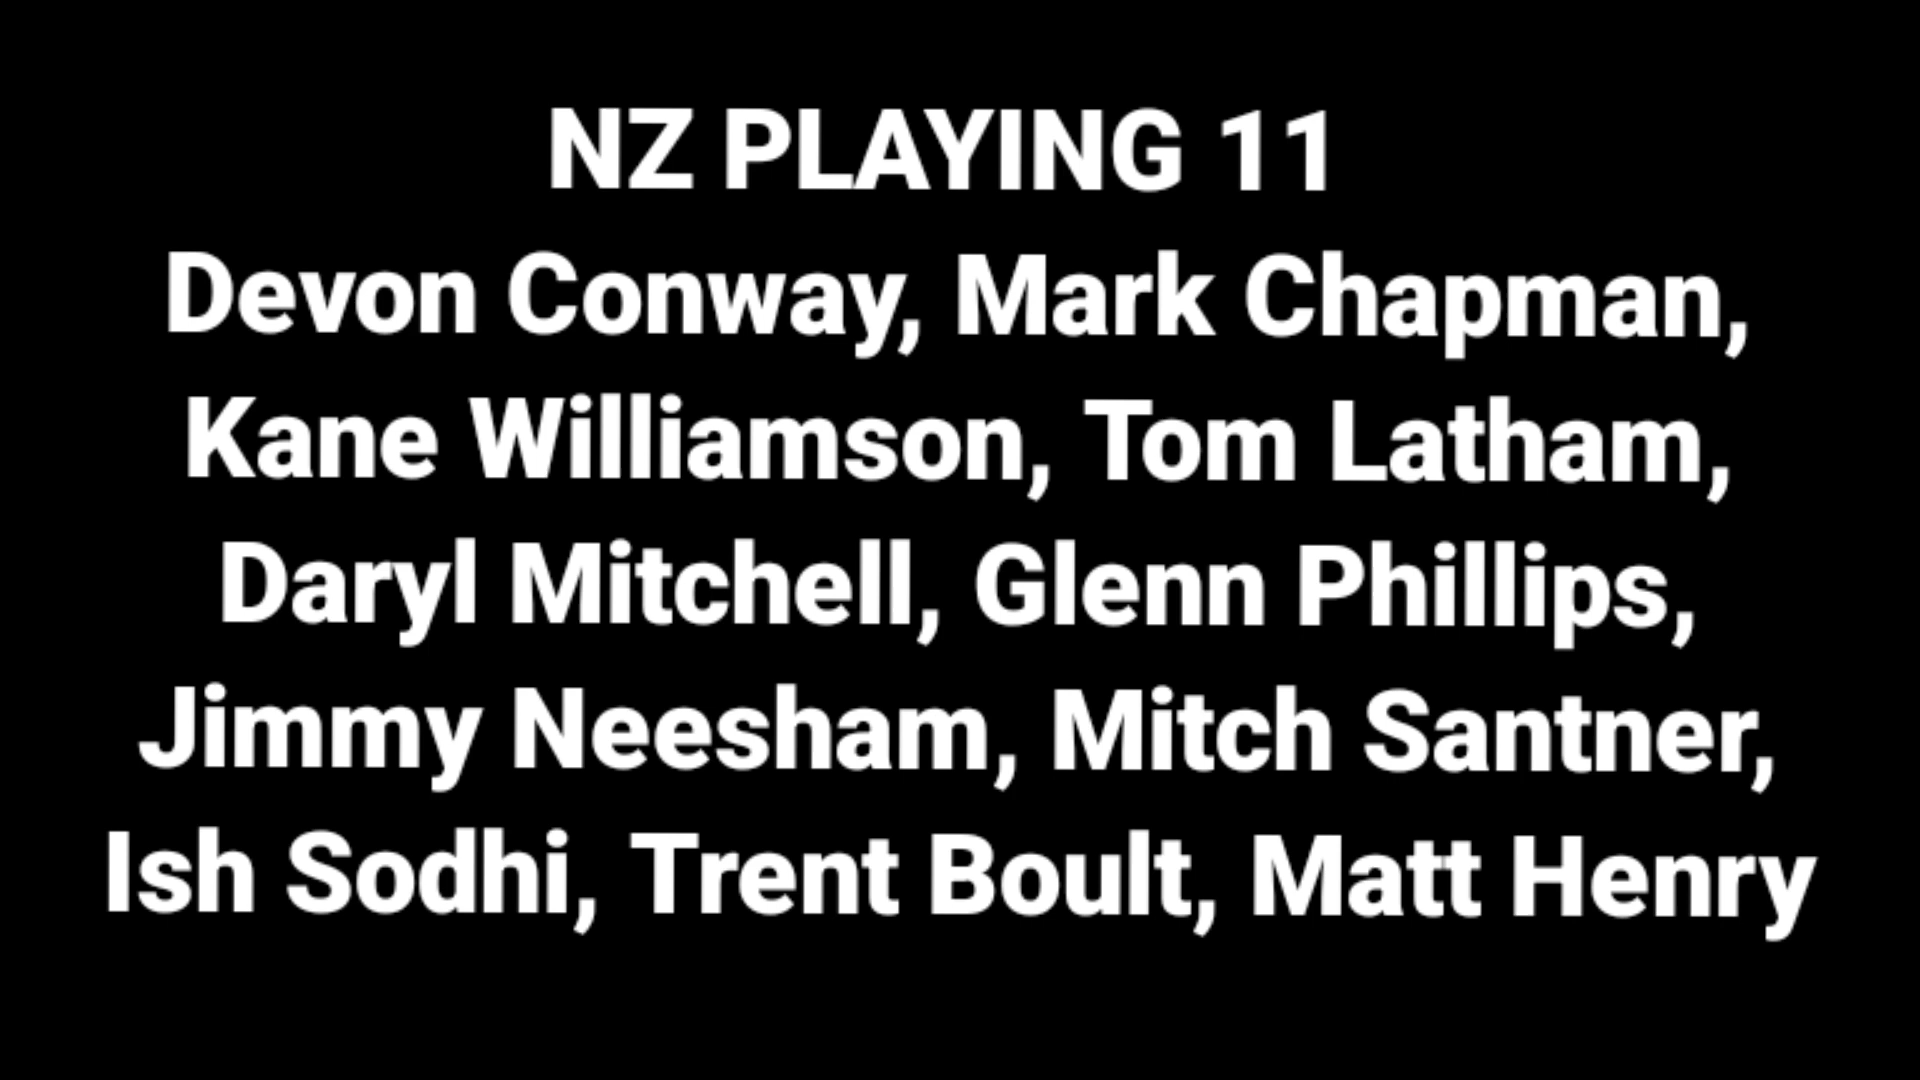 NZ PLAYING 11
Devon Conway, Mark Chapman,
Kane Williamson, Tom Latham,
Daryl Mitchell, Glenn Phillips,
Jimmy Neesham, Mitch Santner,
Ish Sodhi, Trent Boult, Matt Henry